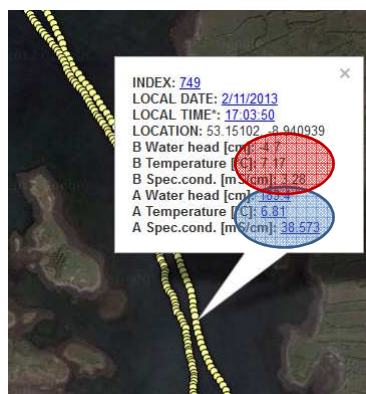 ×
INDEX: 749
LOCAL DATE: 2/11/2013
LOCAL TIME*: 17:03:50
LOCATION: 53.15102, -8.940939
B Water head [cm]:
B Temperature [°C]: 7.17
B Spec.cond. [mS/cm]:
A Water head [cm]:
A Temperature [°C]: 6.81
A Spec.cond. [mS/cm]: 38.573